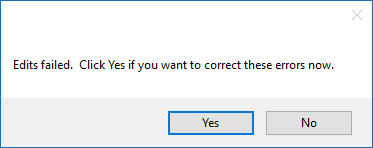 Edits failed.  Click Yes if you want to correct these errors now.
Yes
No